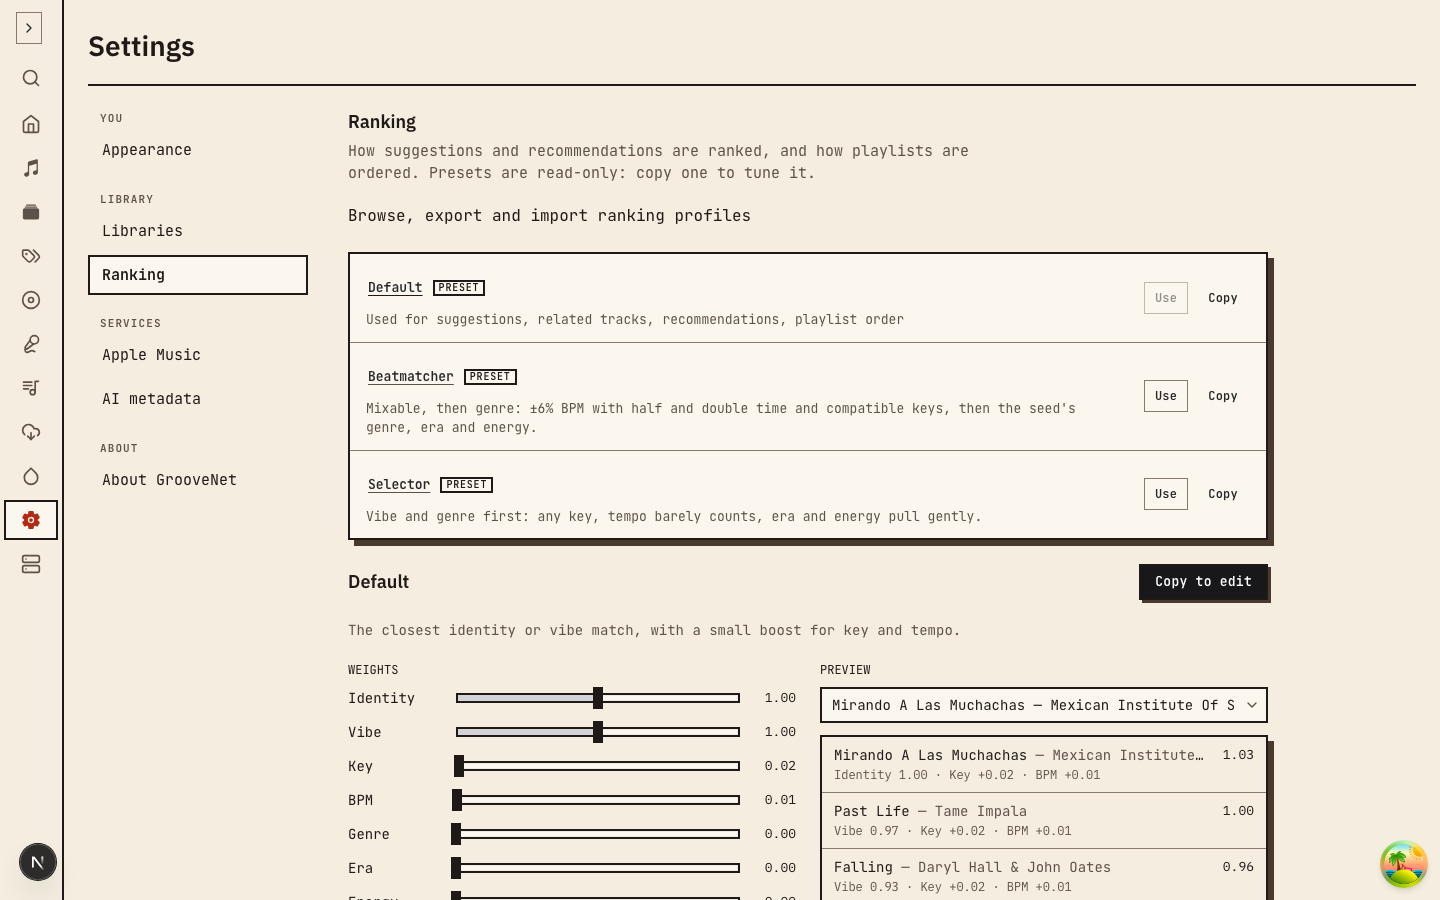 Settings
YOU
Appearance
LIBRARY
Libraries
Ranking
SERVICES
Apple Music
AI metadata
ABOUT
About GrooveNet
Ranking
How suggestions and recommendations are ranked, and how playlists are
ordered. Presets are read-only: copy one to tune it.
Browse, export and import ranking profiles
Default PRESET
Used for suggestions, related tracks, recommendations, playlist order
Use Copy
Beatmatcher PRESET
Mixable, then genre: ±6% BPM with half and double time and compatible keys, then the seed's
genre, era and energy.
Use Copy
Selector PRESET
Vibe and genre first: any key, tempo barely counts, era and energy pull gently.
Use Copy
Default
Copy to edit
The closest identity or vibe match, with a small boost for key and tempo.
WEIGHTS
Identity 1.00
Vibe 1.00
Key 0.02
BPM 0.01
Genre 0.00
Era 0.00
Energy 0.00
PREVIEW
Mirando A Las Muchachas — Mexican Institute Of S
Mirando A Las Muchachas — Mexican Institute… 1.03
Identity 1.00 · Key +0.02 · BPM +0.01
Past Life — Tame Impala 1.00
Vibe 0.97 · Key +0.02 · BPM +0.01
Falling — Daryl Hall & John Oates 0.96
Vibe 0.93 · Key +0.02 · BPM +0.01
N